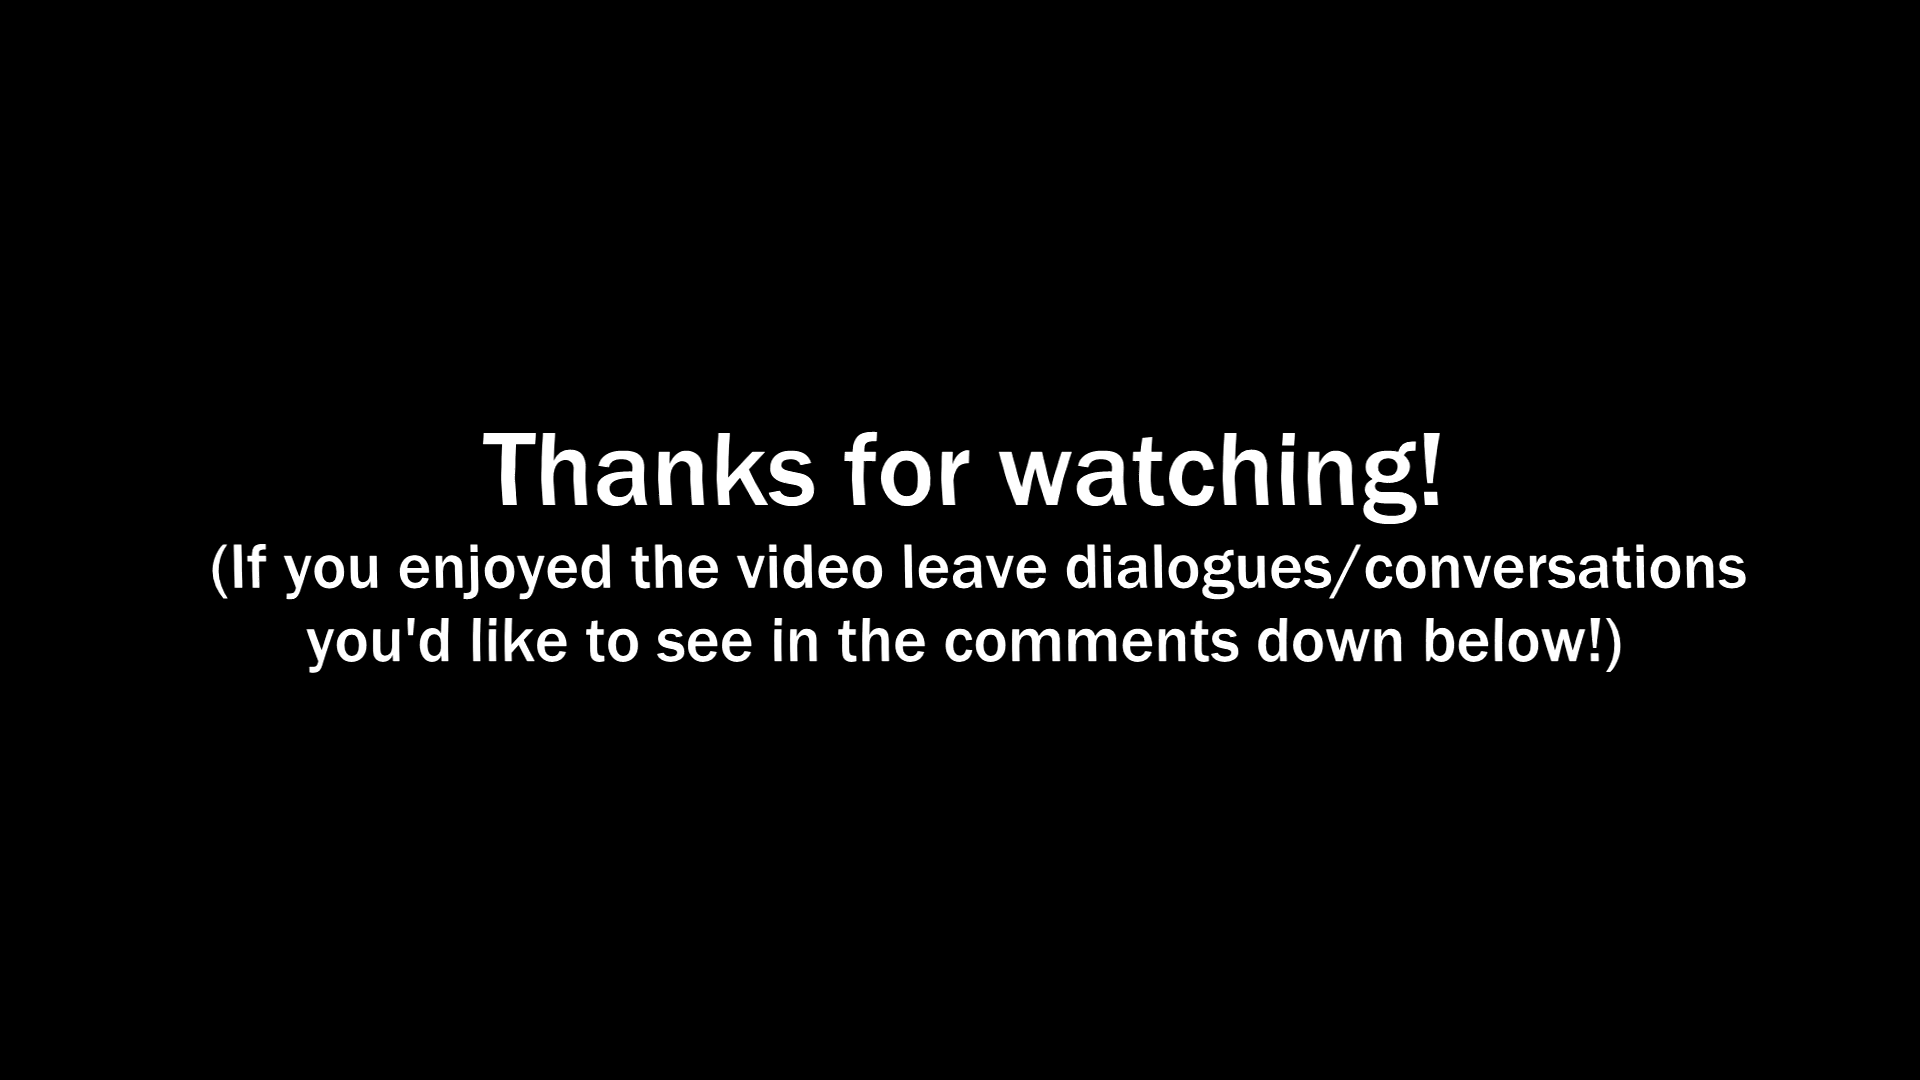 Thanks for watching!
(If you enjoyed the video leave dialogues/conversations
you'd like to see in the comments down below!)